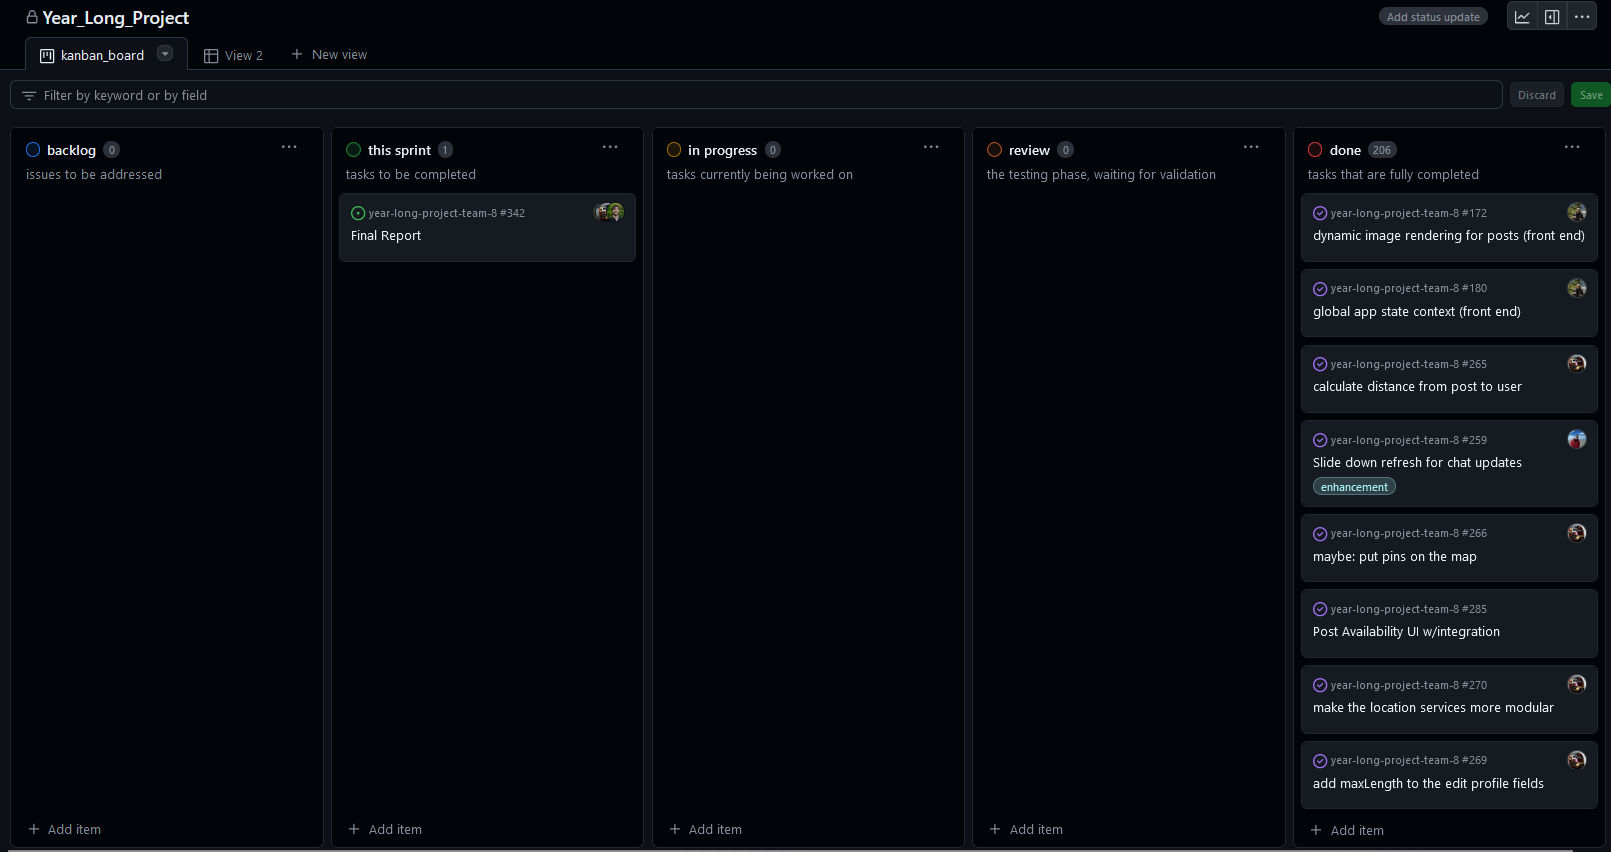 Year_Long_Project
Add status update
kanban_board
View 2
New view
Filter by keyword or by field
Discard
Save
backlog 0
issues to be addressed
Add item
this sprint 1
tasks to be completed
year-long-project-team-8 #342
Final Report
Add item
in progress 0
tasks currently being worked on
Add item
review 0
the testing phase, waiting for validation
Add item
done 206
tasks that are fully completed
year-long-project-team-8 #172
dynamic image rendering for posts (front end)
year-long-project-team-8 #180
global app state context (front end)
year-long-project-team-8 #265
calculate distance from post to user
year-long-project-team-8 #259
Slide down refresh for chat updates
enhancement
year-long-project-team-8 #266
maybe: put pins on the map
year-long-project-team-8 #285
Post Availability UI w/integration
year-long-project-team-8 #270
make the location services more modular
year-long-project-team-8 #269
add maxLength to the edit profile fields
Add item